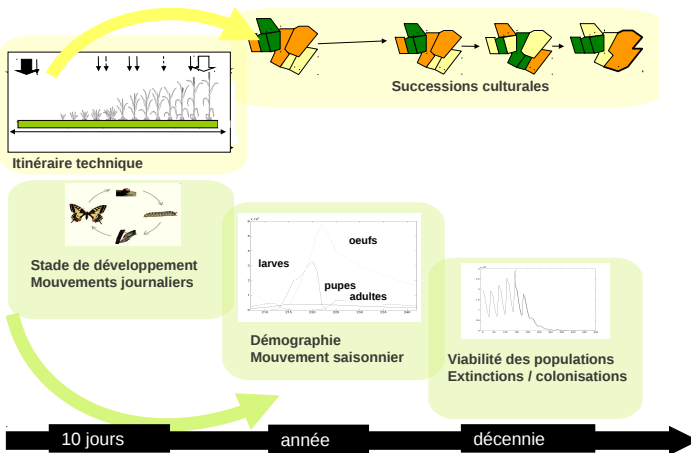 Successions culturales
Itinéraire technique
Stade de développement
Mouvements journaliers
oeufs
larves
pupes
adultes
Démographie
Mouvement saisonnier
Viabilité des populations
Extinctions / colonisations
10 jours
année
décennie